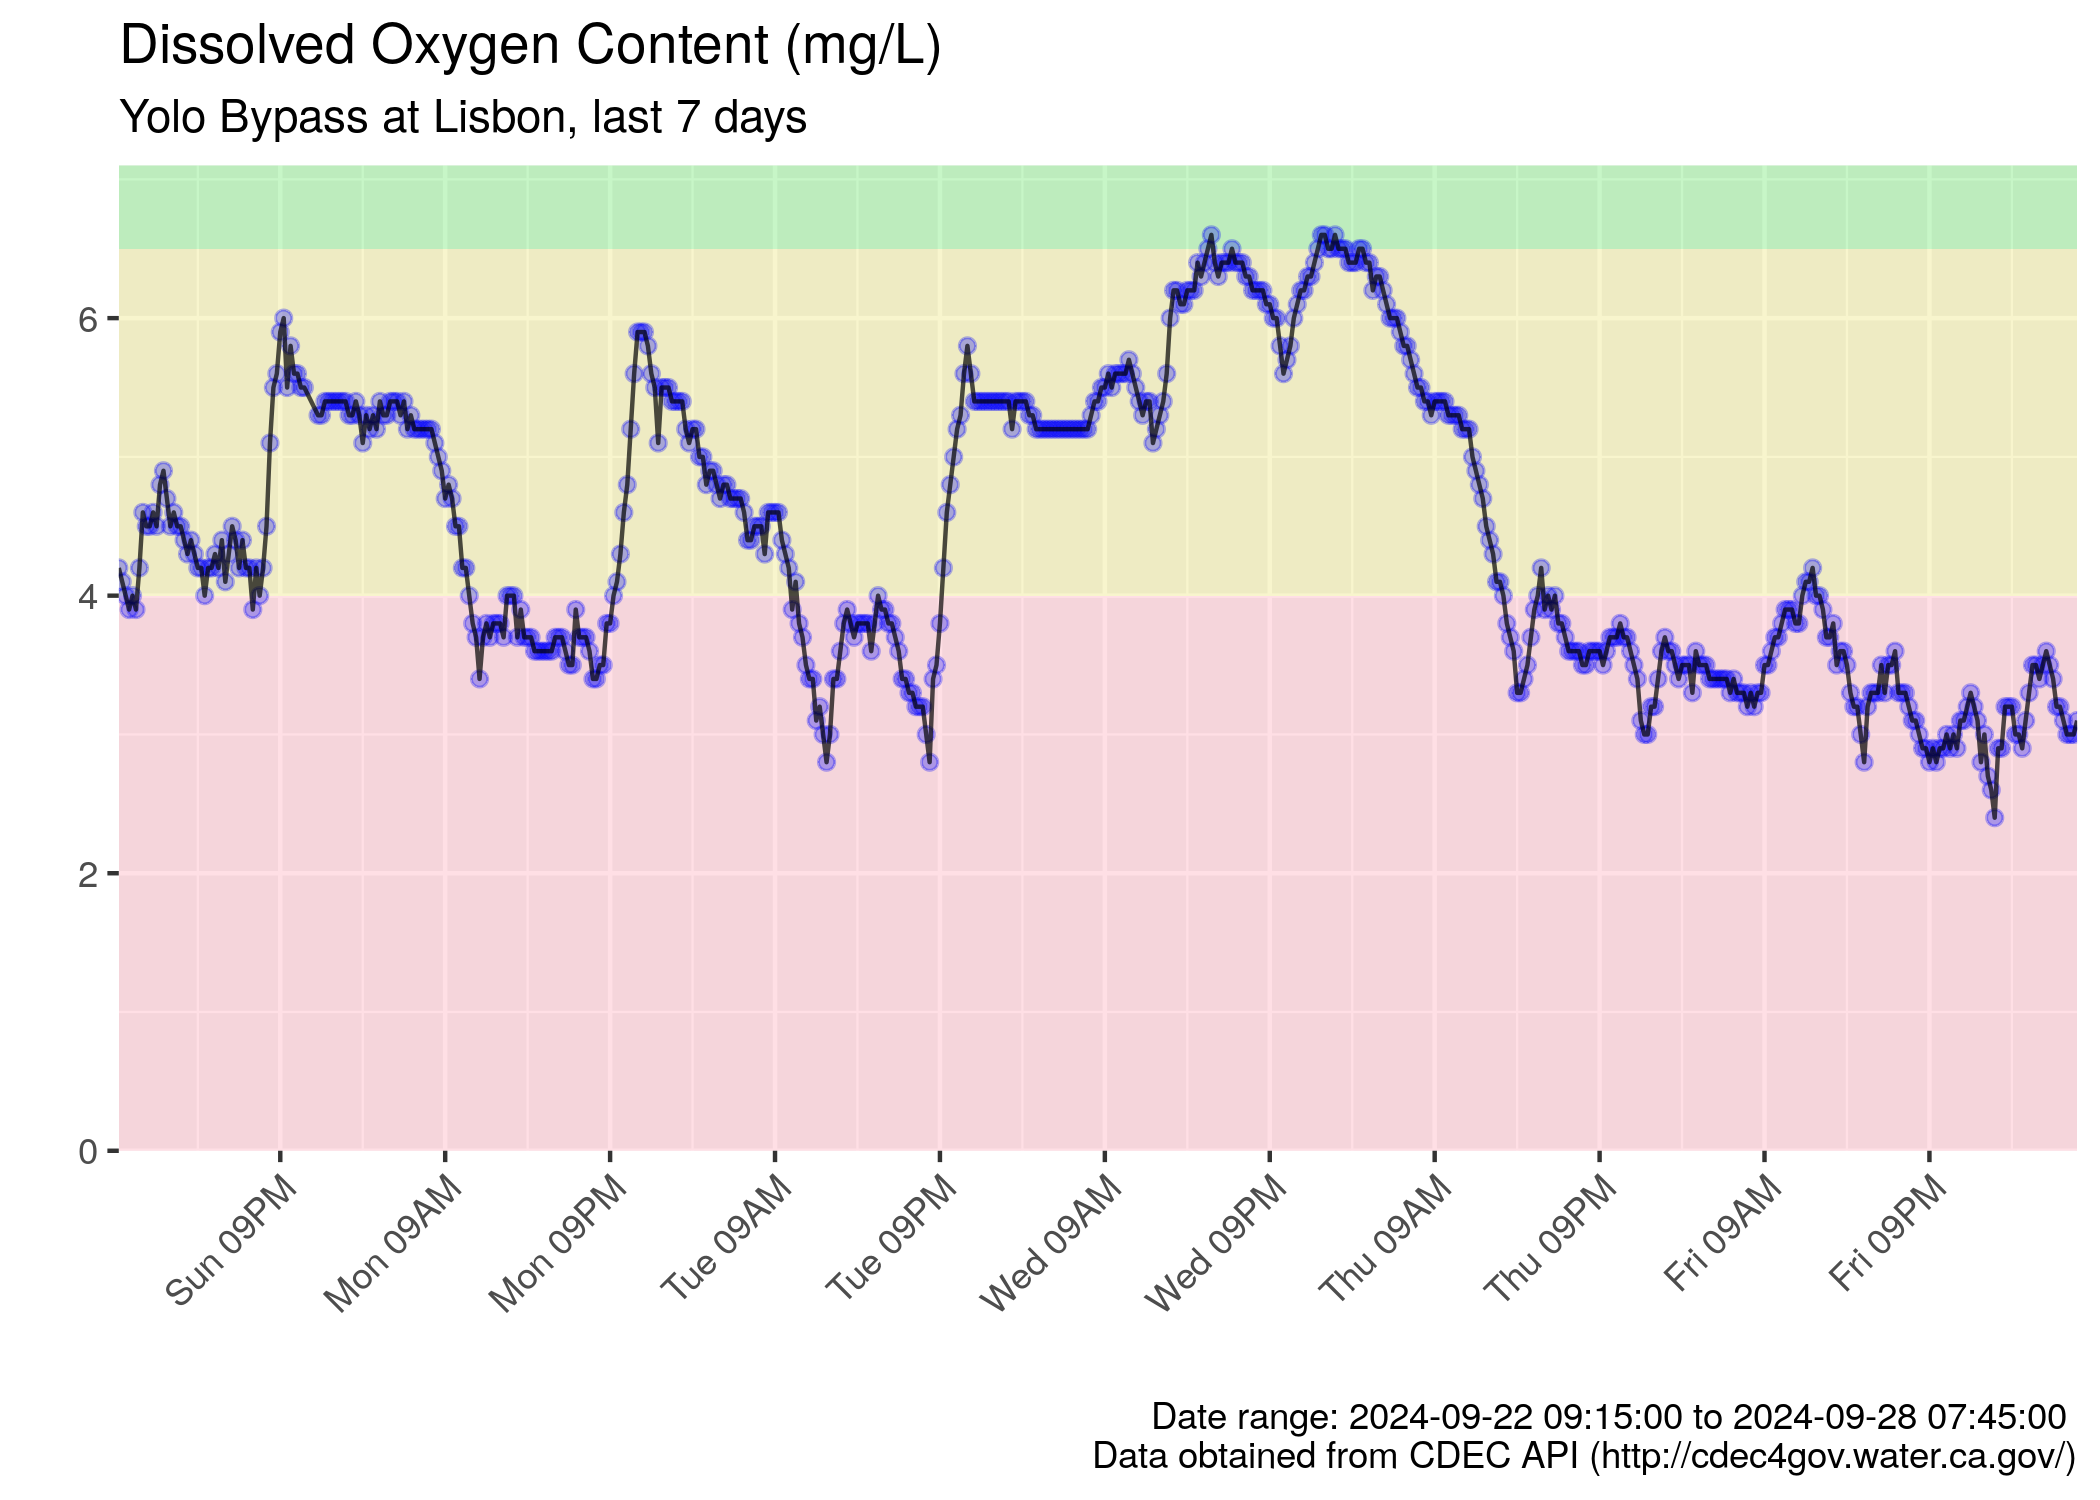 Dissolved Oxygen Content (mg/L)
Yolo Bypass at Lisbon, last 7 days
6
4
2
0
Sun 09PM
Mon 09AM
Mon 09PM
Tue 09AM
Tue 09PM
Wed 09AM
Wed 09PM
Thu 09AM
Thu 09PM
Fri 09AM
Fri 09PM
Date range: 2024-09-22 09:15:00 to 2024-09-28 07:45:00
Data obtained from CDEC API (http://cdec4gov.water.ca.gov/)